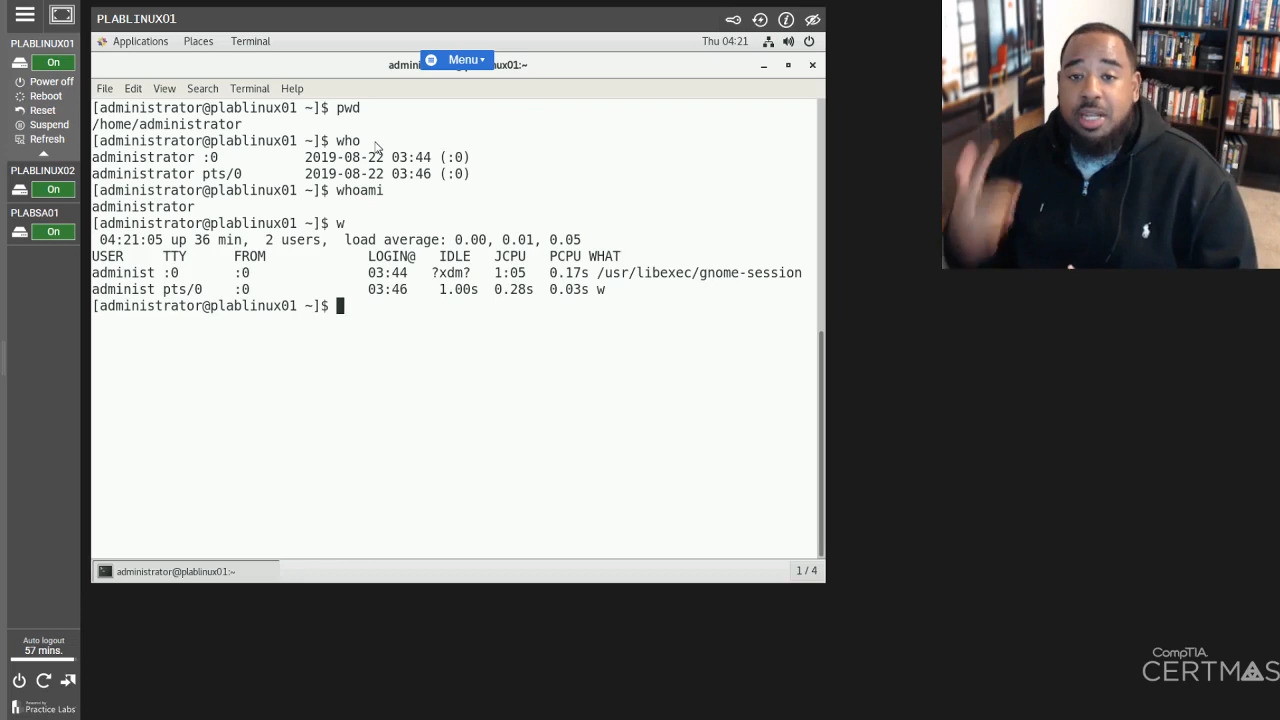 PLABLINUX01
PLABLINUX01
On
Power off
Reboot
Reset
Suspend
Refresh
PLABLINUX02
On
PLABSA01
On
Auto logout
57 mins.
Powered by
Practice Labs
Applications Places Terminal
Thu 04:21
Menu
File Edit View Search Terminal Help
[administrator@plablinux01 ~]$ pwd
/home/administrator
[administrator@plablinux01 ~]$ who
administrator :0 2019-08-22 03:44 (:0)
administrator pts/0 2019-08-22 03:46 (:0)
[administrator@plablinux01 ~]$ whoami
administrator
[administrator@plablinux01 ~]$ w
04:21:05 up 36 min, 2 users, load average: 0.00, 0.01, 0.05
USER TTY FROM LOGIN@ IDLE JCPU PCPU WHAT
administ :0 :0 03:44 ?xdm? 1:05 0.17s /usr/libexec/gnome-session
administ pts/0 :0 03:46 1.00s 0.28s 0.03s w
[administrator@plablinux01 ~]$
administrator@plablinux01:~
1 / 4
CompTIA.
CERTMAS